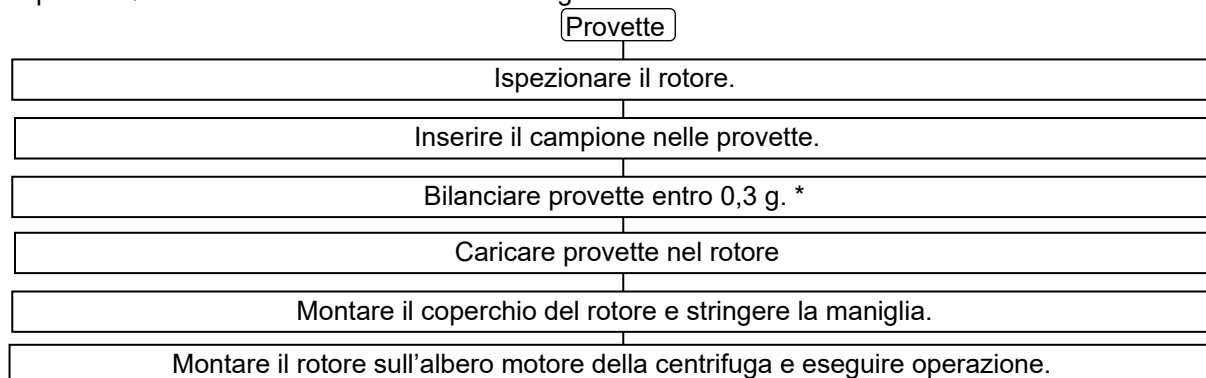 Provette
Ispezionare il rotore.
Inserire il campione nelle provette.
Bilanciare provette entro 0,3 g. *
Caricare provette nel rotore
Montare il coperchio del rotore e stringere la maniglia.
Montare il rotore sull'albero motore della centrifuga e eseguire operazione.